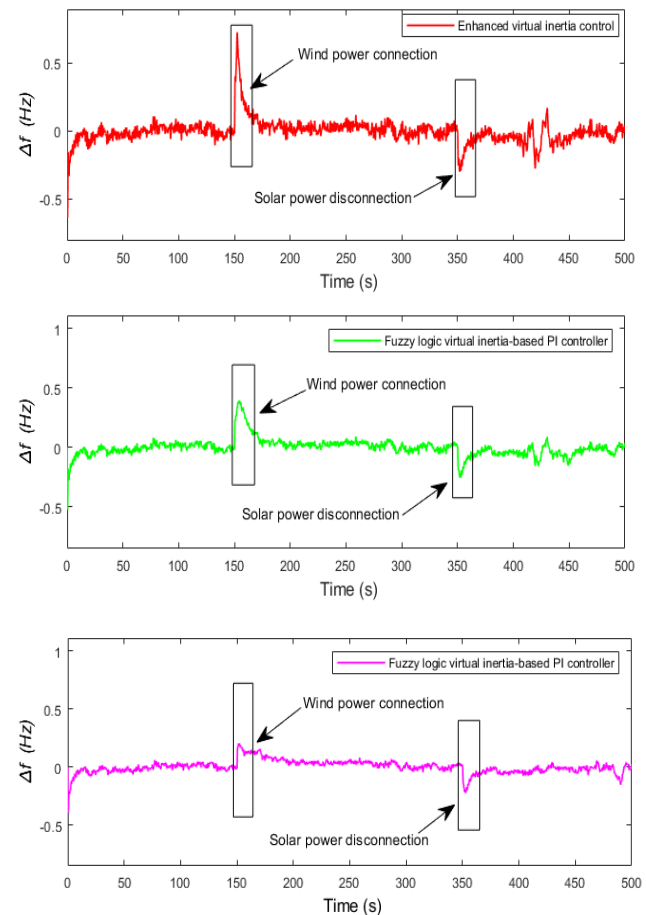 Enhanced virtual inertia control
Wind power connection
Solar power disconnection
Δf (Hz)
0.5
0
-0.5
0 50 100 150 200 250 300 350 400 450 500
Time (s)
Fuzzy logic virtual inertia-based PI controller
Wind power connection
Solar power disconnection
Δf (Hz)
1
0.5
0
-0.5
0 50 100 150 200 250 300 350 400 450 500
Time (s)
Fuzzy logic virtual inertia-based PI controller
Wind power connection
Solar power disconnection
Δf (Hz)
1
0.5
0
-0.5
0 50 100 150 200 250 300 350 400 450 500
Time (s)